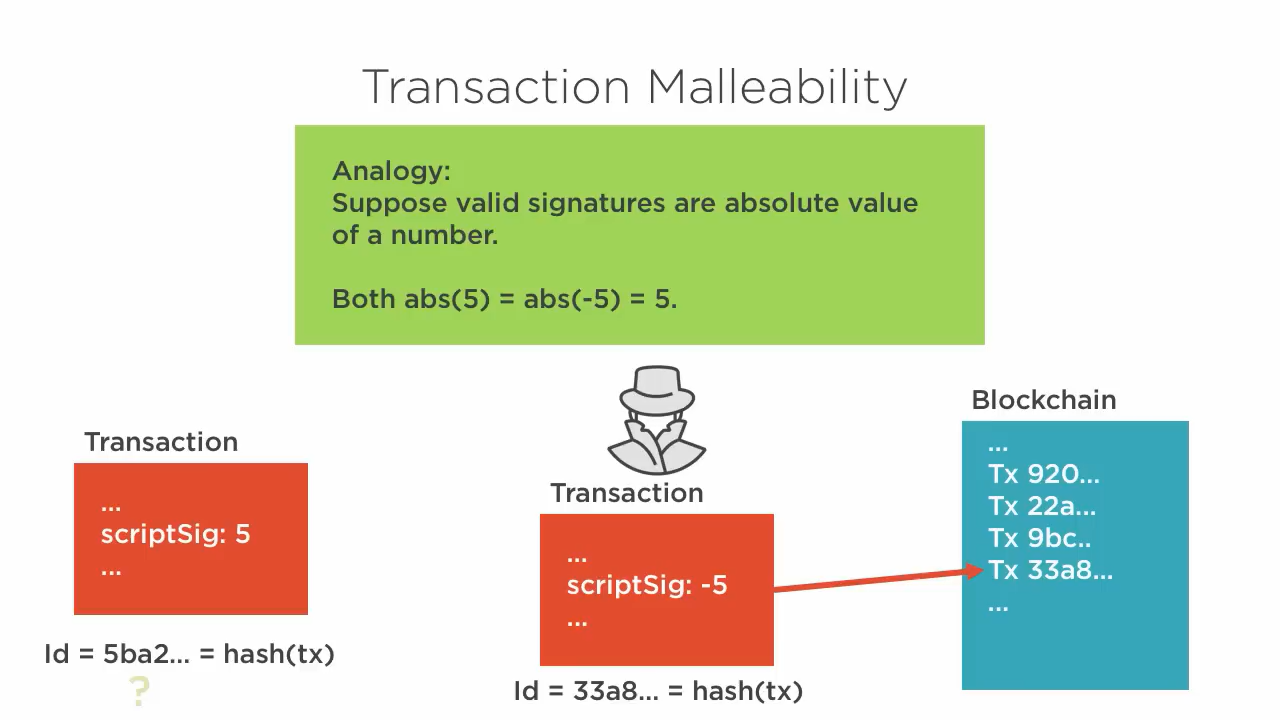 Transaction Malleability
Analogy:
Suppose valid signatures are absolute value
of a number.
Both abs(5) = abs(-5) = 5.
Transaction
...
scriptSig: 5
...
Id = 5ba2... = hash(tx)
?
Transaction
...
scriptSig: -5
...
Id = 33a8... = hash(tx)
Blockchain
...
Tx 920...
Tx 22a...
Tx 9bc..
Tx 33a8...
...